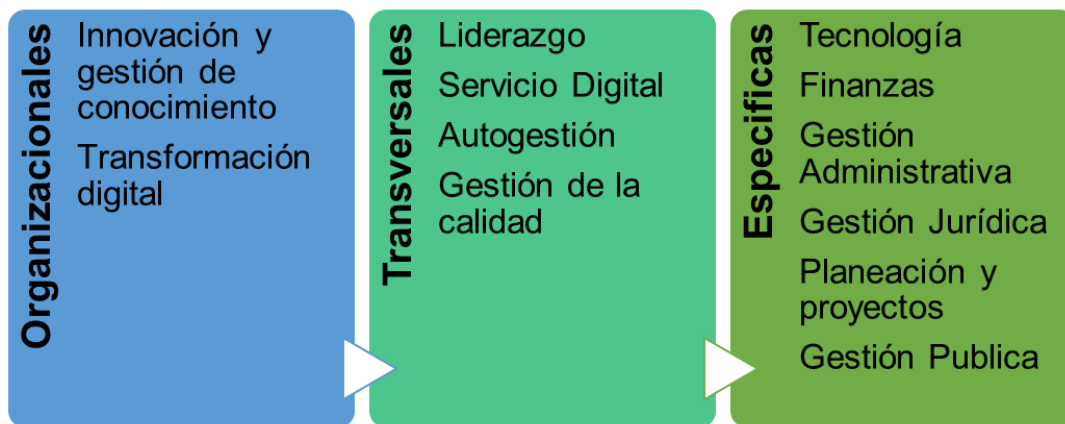 Organizacionales
Innovación y
gestión de
conocimiento
Transformación
digital
Transversales
Liderazgo
Servicio Digital
Autogestión
Gestión de la
calidad
Especificas
Tecnología
Finanzas
Gestión
Administrativa
Gestión Jurídica
Planeación y
proyectos
Gestión Publica